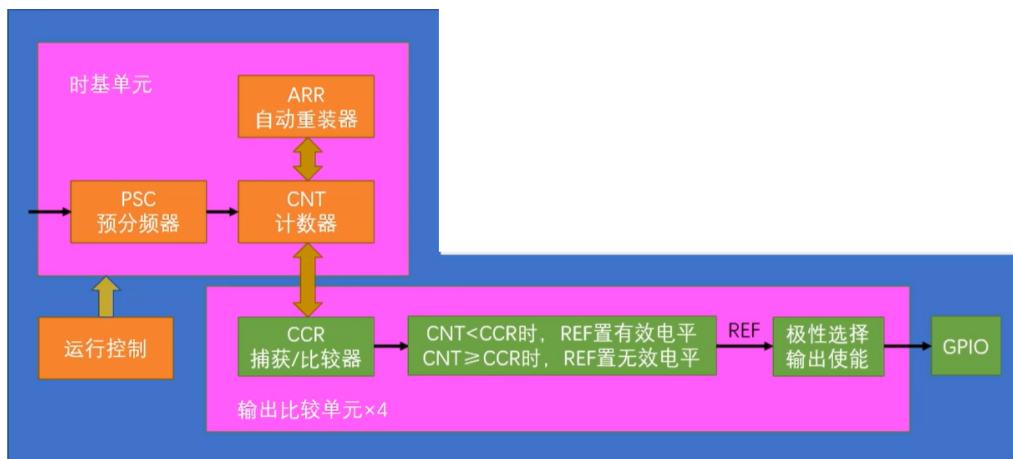 时基单元
ARR
自动重装器
PSC
预分频器
CNT
计数器
运行控制
CCR
捕获/比较器
CNT<CCR时，REF置有效电平
CNT≥CCR时，REF置无效电平
REF
极性选择
输出使能
GPIO
输出比较单元×4